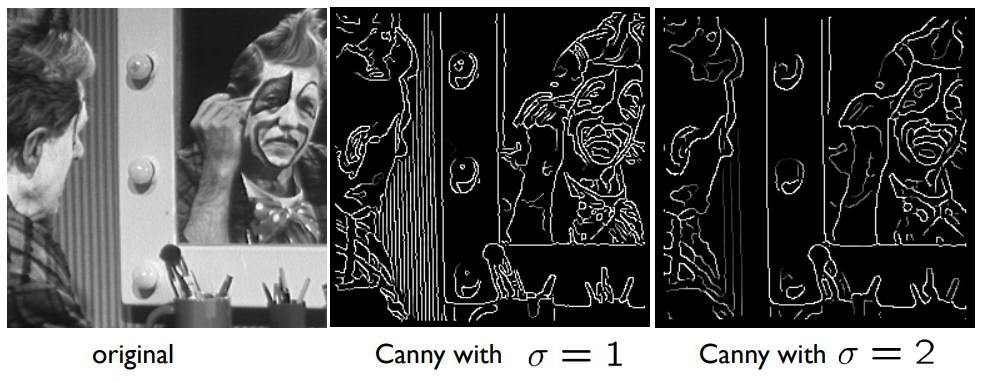 original
Canny with σ = 1
Canny with σ = 2